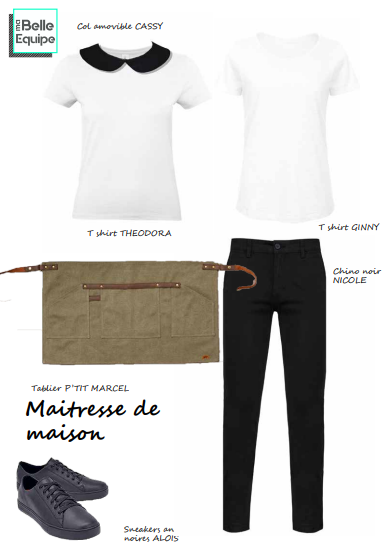 ma
Belle
Equipe
Col amovible CASSY
T shirt THEODORA
T shirt GINNY
Chino noir
NICOLE
Tablier P'TIT MARCEL
Maitresse de
maison
Sneakers an
noires ALOIS